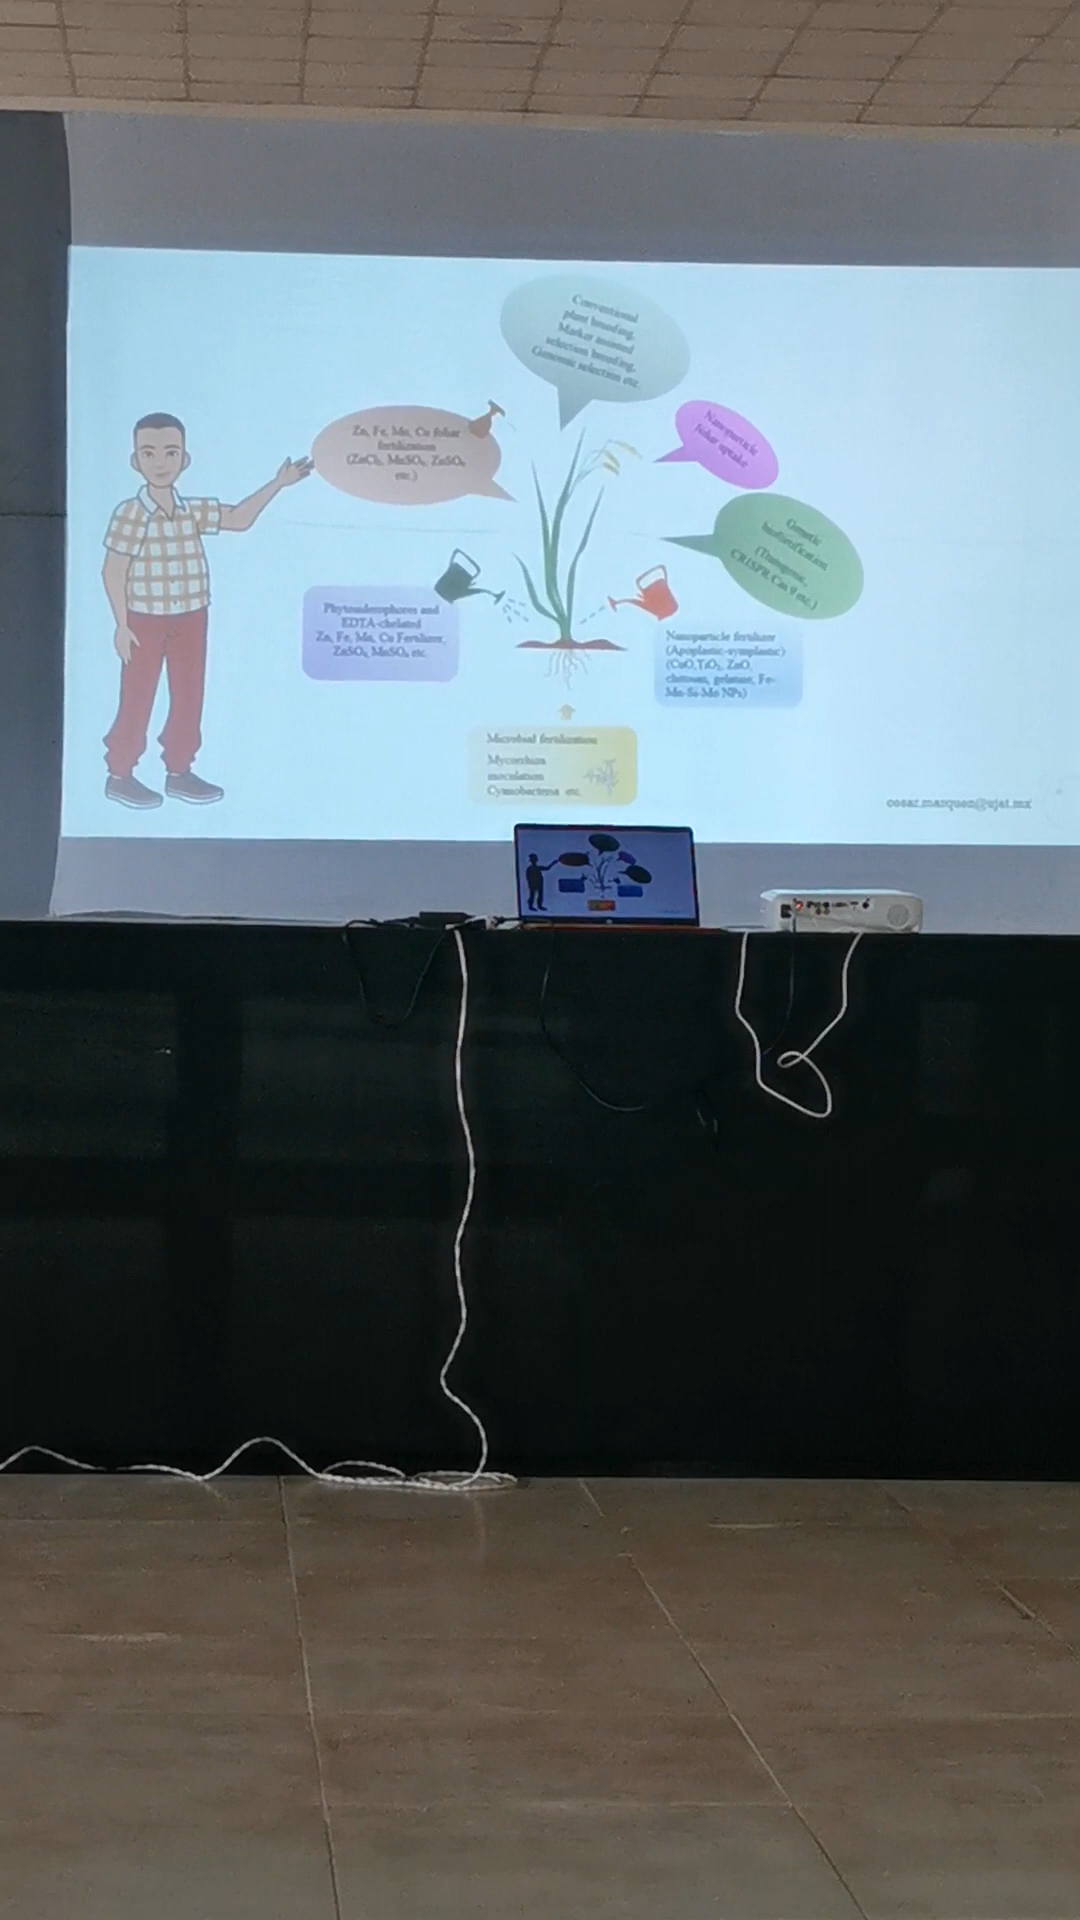 Conventional
plant breeding,
Marker assisted
selection breeding,
Genomic selection etc.
Zn, Fe, Mn, Cu foliar
fertilization
(ZnCl₂, MnSO₄, ZnSO₄
etc.)
Nanoparticle
foliar uptake
Genetic
biofortification
(Transgenic,
CRISPR/Cas 9 etc.)
Phytosiderophores and
EDTA-chelated
Zn, Fe, Mn, Cu Fertilizer,
ZnSO₄, MnSO₄ etc.
Nanoparticle fertilizer
(Apoplastic-symplastic)
(CuO,TiO₂, ZnO,
chitosan, gelatine, Fe-
Mn-Si-Mo NPs)
Microbial fertilization
Mycorrhiza
inoculation
Cyanobacteria etc.
cesar.marquez@ujat.mx